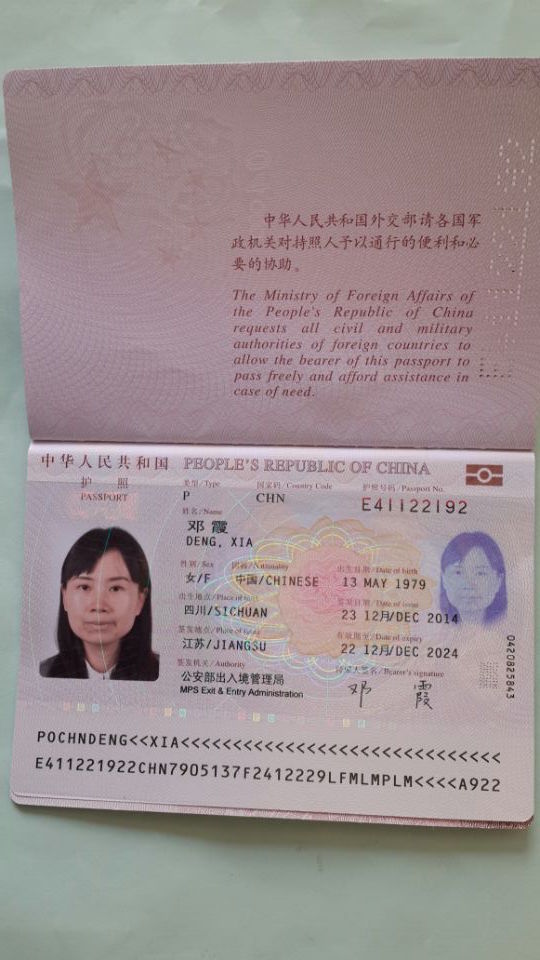 中华人民共和国外交部请各国军
政机关对持照人予以通行的便利和必
要的协助。
The Ministry of Foreign Affairs of
the People's Republic of China
requests all civil and military
authorities of foreign countries to
allow the bearer of this passport to
pass freely and afford assistance in
case of need.
中华人民共和国 PEOPLE'S REPUBLIC OF CHINA
护 照
PASSPORT
类型/Type 国家码/Country Code 护照号码/Passport No.
P CHN E41122192
姓名/Name
邓霞
DENG, XIA
性别/Sex 国籍/Nationality 出生日期/Date of birth
女/F 中国/CHINESE 13 MAY 1979
出生地点/Place of birth 签发日期/Date of issue
四川/SICHUAN 23 12月/DEC 2014
签发地点/Place of issue 有效期至/Date of expiry
江苏/JIANGSU 22 12月/DEC 2024
签发机关/Authority 持照人签名/Bearer's signature
公安部出入境管理局
MPS Exit & Entry Administration
邓 霞
0420825843
POCHNDENG<<XIA<<<<<<<<<<<<<<<<<<<<<<<<<<<<<<
E411221922CHN7905137F2412229LFMLMPLM<<<<A922